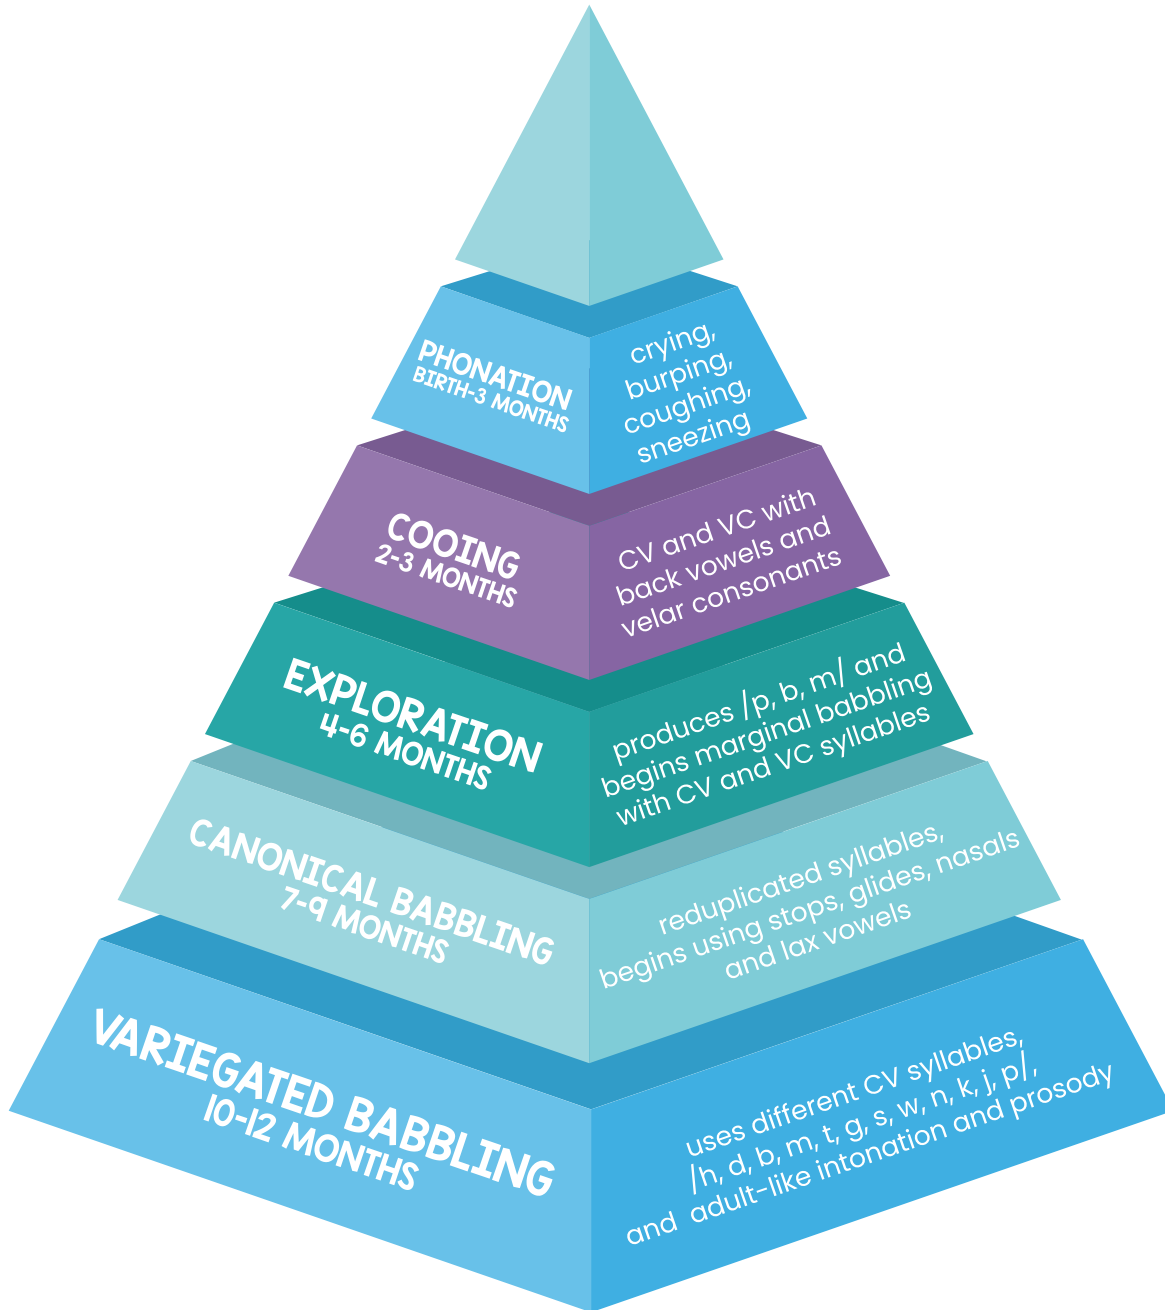 PHONATION
BIRTH-3 MONTHS
crying,
burping,
coughing,
sneezing
COOING
2-3 MONTHS
CV and VC with
back vowels and
velar consonants
EXPLORATION
4-6 MONTHS
produces /p, b, m/ and
begins marginal babbling
with CV and VC syllables
CANONICAL BABBLING
7-9 MONTHS
reduplicated syllables,
begins using stops, glides, nasals
and lax vowels
VARIEGATED BABBLING
10-12 MONTHS
uses different CV syllables,
/h, d, b, m, t, g, s, w, n, k, j, p/,
and adult-like intonation and prosody